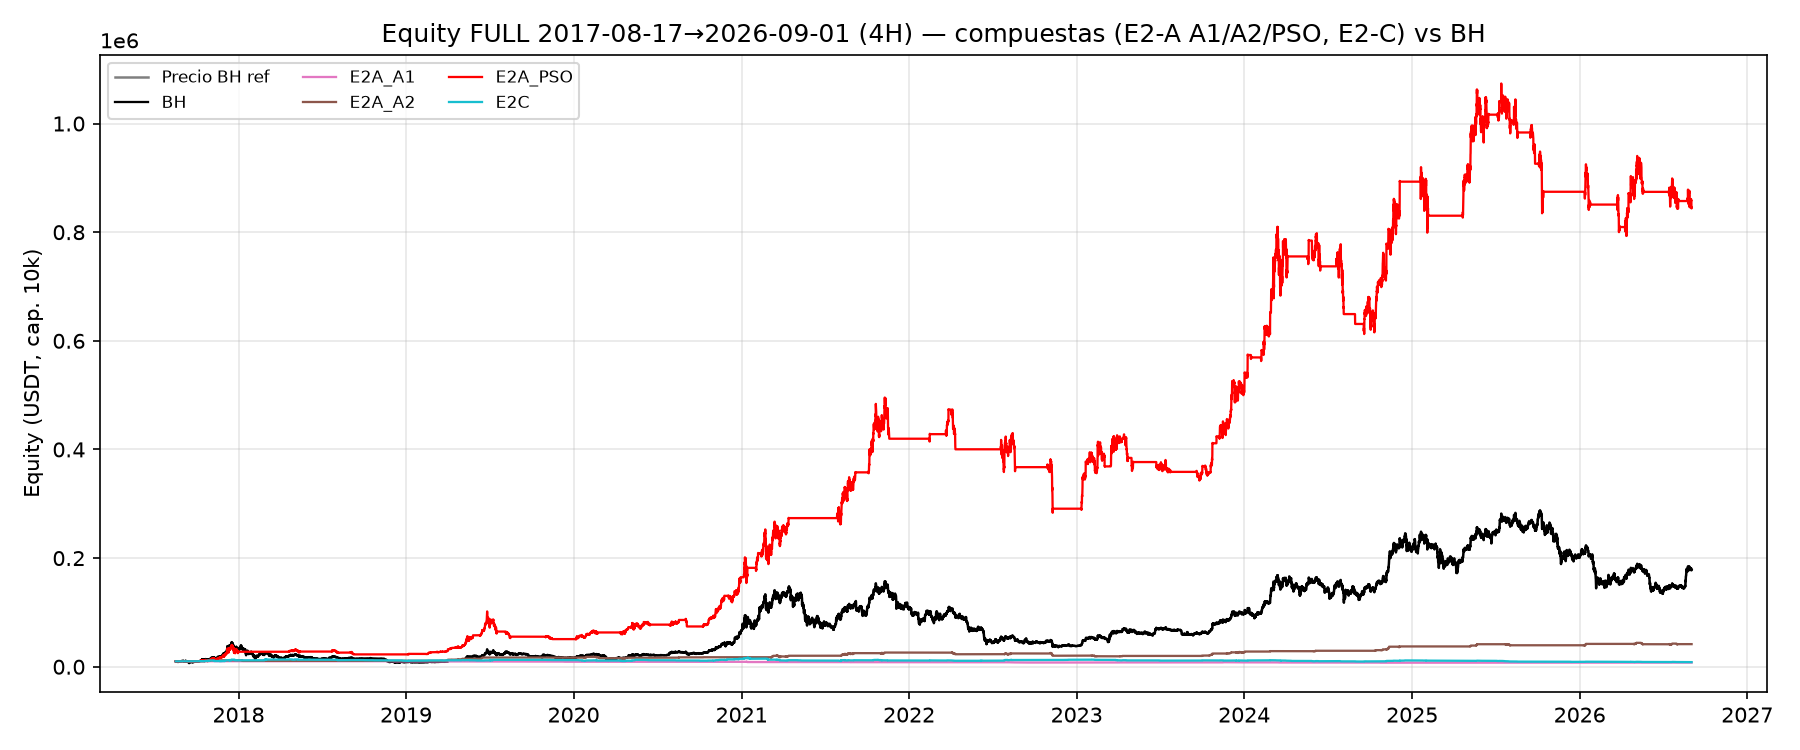 Equity FULL 2017-08-17→2026-09-01 (4H) — compuestas (E2-A A1/A2/PSO, E2-C) vs BH
1e6
Precio BH ref E2A_A1 E2A_PSO
BH E2A_A2 E2C
Equity (USDT, cap. 10k)
1.0
0.8
0.6
0.4
0.2
0.0
2018 2019 2020 2021 2022 2023 2024 2025 2026 2027